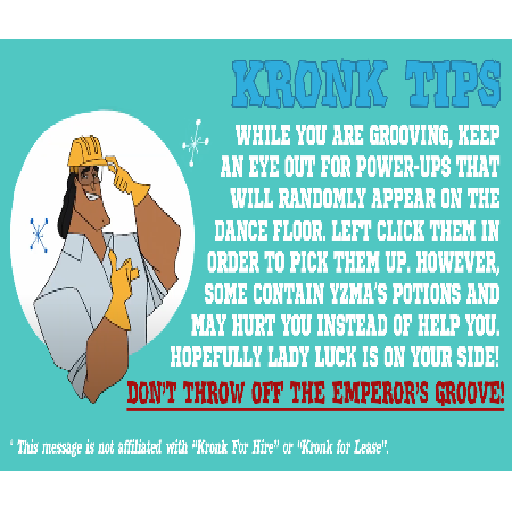 KRONK TIPS
WHILE YOU ARE GROOVING, KEEP
AN EYE OUT FOR POWER-UPS THAT
WILL RANDOMLY APPEAR ON THE
DANCE FLOOR. LEFT CLICK THEM IN
ORDER TO PICK THEM UP. HOWEVER,
SOME CONTAIN YZMA'S POTIONS AND
MAY HURT YOU INSTEAD OF HELP YOU.
HOPEFULLY LADY LUCK IS ON YOUR SIDE!
DON'T THROW OFF THE EMPEROR'S GROOVE!
* This message is not affiliated with "Kronk For Hire" or "Kronk for Lease".